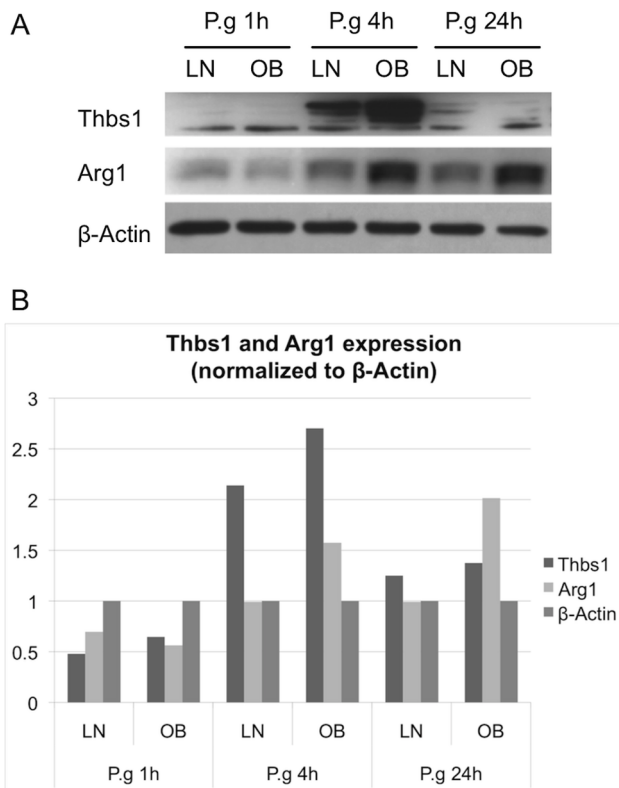 A
P.g 1h P.g 4h P.g 24h
LN OB LN OB LN OB
Thbs1
Arg1
β-Actin
B
Thbs1 and Arg1 expression
(normalized to β-Actin)
3
2.5
2
1.5
1
0.5
0
Thbs1
Arg1
β-Actin
LN OB LN OB LN OB
P.g 1h P.g 4h P.g 24h